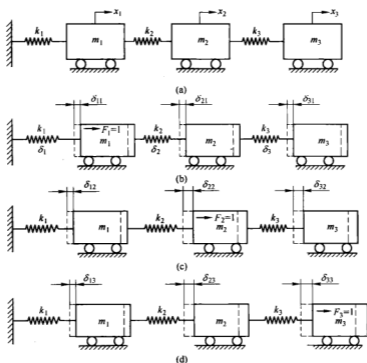 x₁ x₂ x₃
k₁ m₁ k₂ m₂ k₃ m₃
(a)
δ₁₁ δ₂₁ δ₃₁
k₁ F₁=1 k₂ k₃
δ₁ m₁ δ₂ m₂ δ₃ m₃
(b)
δ₁₂ δ₂₂ δ₃₂
k₁ k₂ F₂=1 k₃
m₁ m₂ m₃
(c)
δ₁₃ δ₂₃ δ₃₃
k₁ k₂ k₃ F₃=1
m₁ m₂ m₃
(d)